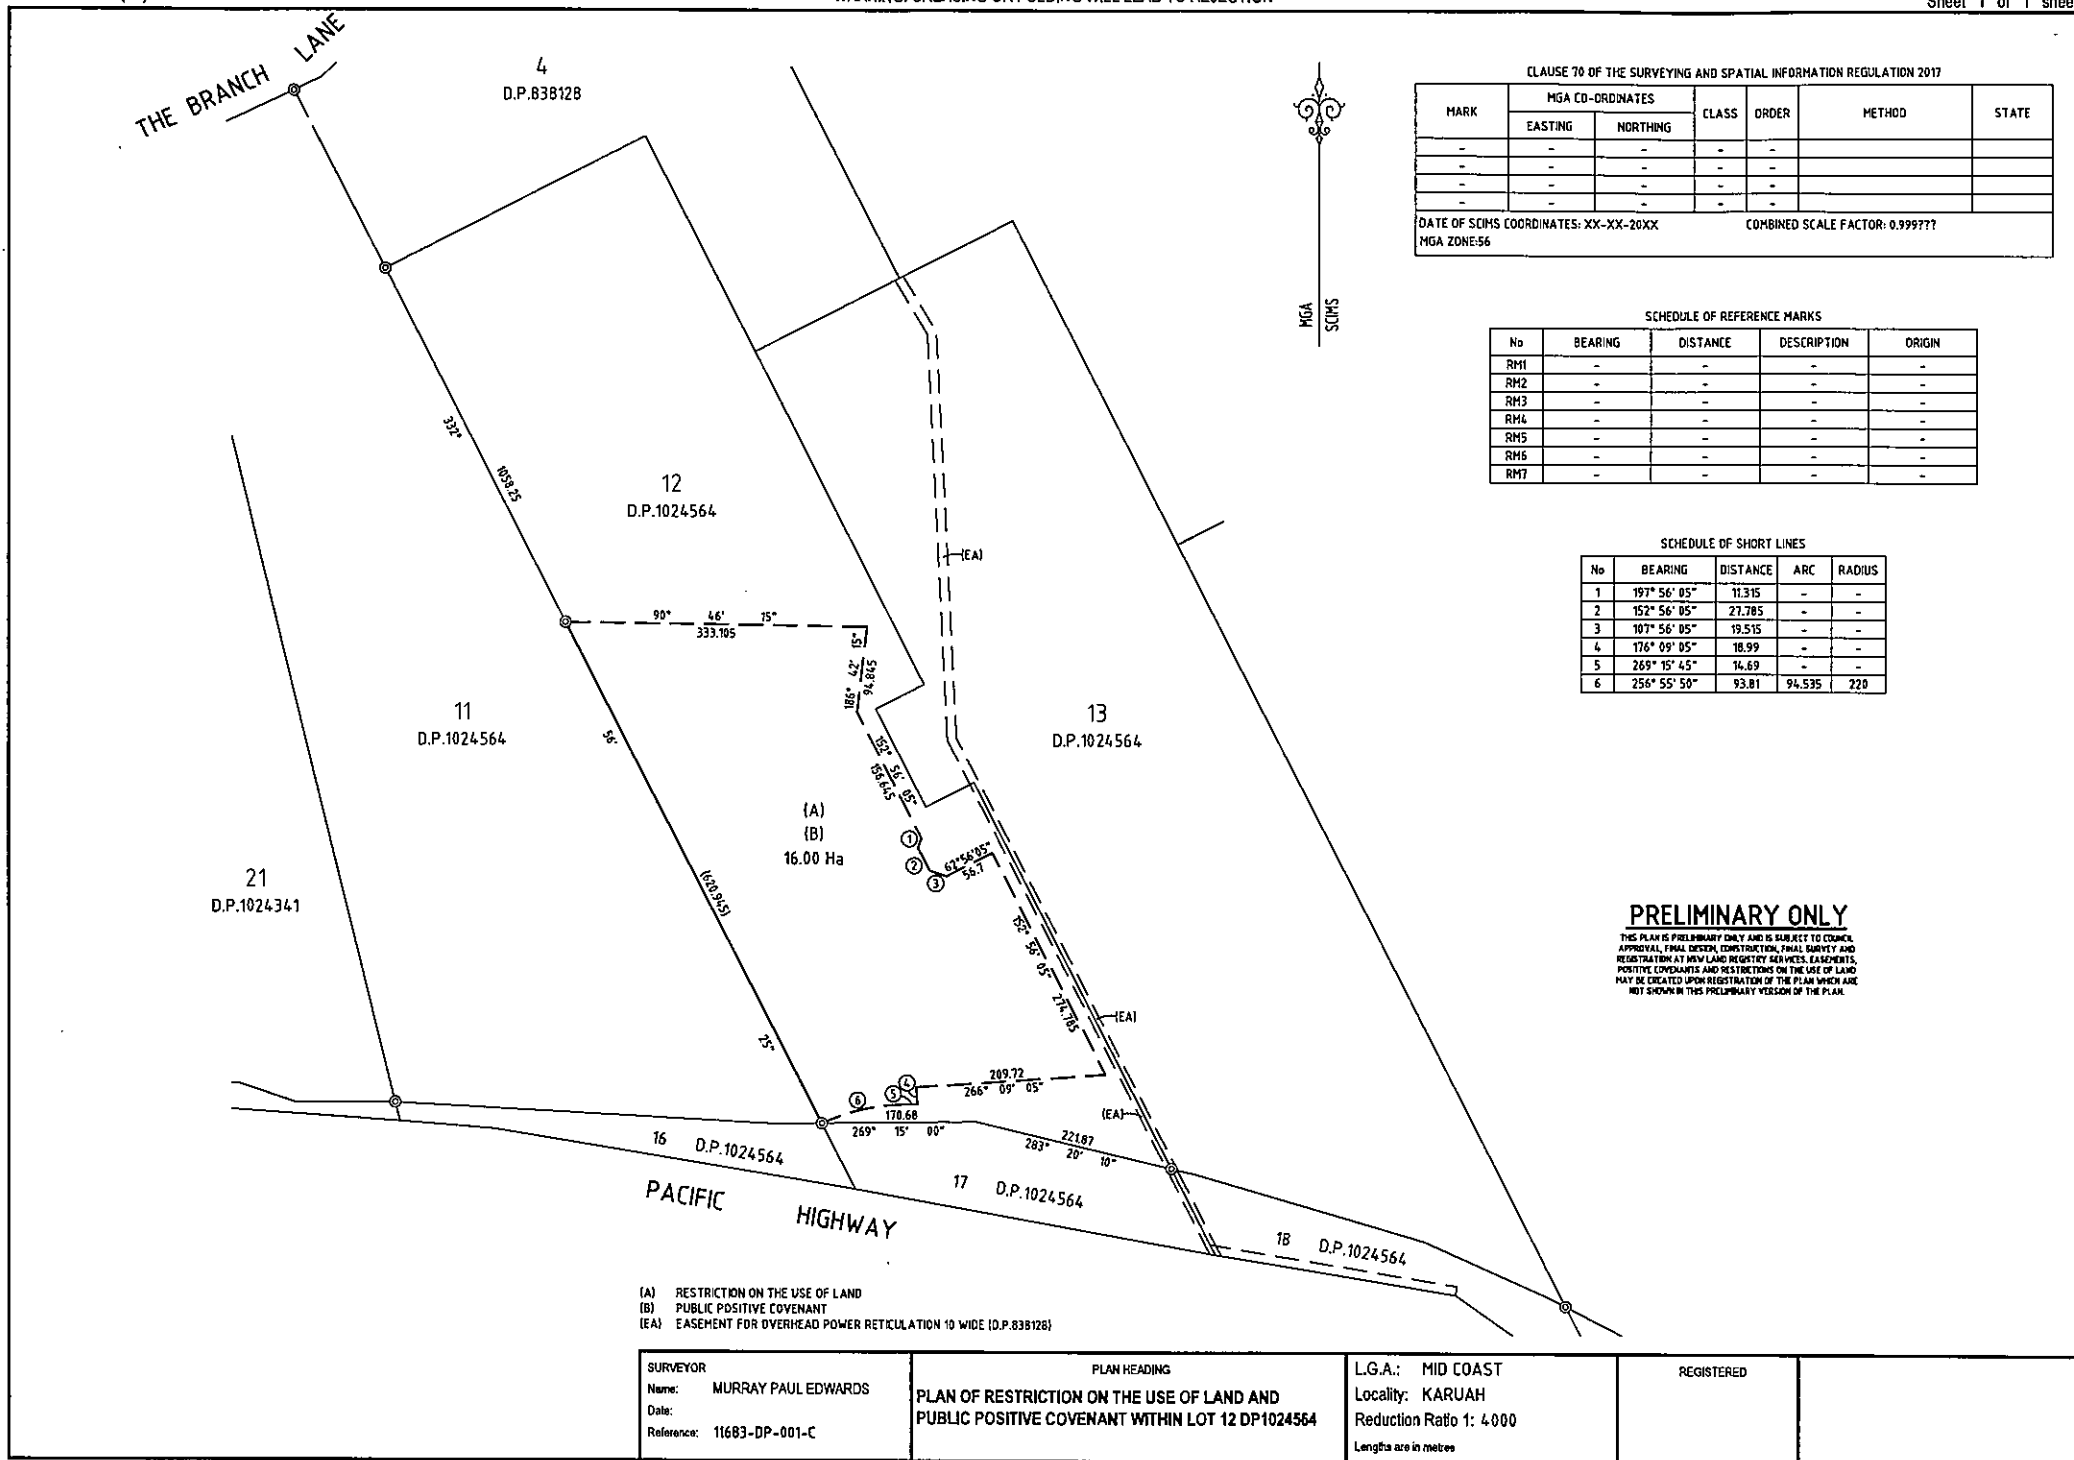 Sheet 1 of 1 shee
THE BRANCH LANE
4
D.P.838128
MGA
SCIMS
CLAUSE 70 OF THE SURVEYING AND SPATIAL INFORMATION REGULATION 2017
MARK
MGA CO-ORDINATES
EASTING
NORTHING
CLASS
ORDER
METHOD
STATE
- - - - -
- - - - -
- - - - -
- - - - -
DATE OF SCIMS COORDINATES: XX-XX-20XX
COMBINED SCALE FACTOR: 0.999???
MGA ZONE:56
SCHEDULE OF REFERENCE MARKS
No BEARING DISTANCE DESCRIPTION ORIGIN
RM1 - - - -
RM2 - - - -
RM3 - - - -
RM4 - - - -
RM5 - - - -
RM6 - - - -
RM7 - - - -
SCHEDULE OF SHORT LINES
No BEARING DISTANCE ARC RADIUS
1 197° 56' 05" 11.315 - -
2 152° 56' 05" 27.785 - -
3 107° 56' 05" 19.515 - -
4 176° 09' 05" 18.99 - -
5 269° 15' 45" 14.69 - -
6 256° 55' 50" 93.81 94.535 220
332°
1058.25
56'
(620.945)
25"
12
D.P.1024564
(EA)
90° 46' 15"
333.105
186° 42' 15"
94.845
152° 56' 05"
156.645
11
D.P.1024564
13
D.P.1024564
(A)
(B)
16.00 Ha
1
2
3
62°56'05"
56.7
21
D.P.1024341
152° 56' 05"
274.785
(EA)
209.72
266° 09' 05"
4
5
6
170.68
269° 15' 00"
(EA)
221.87
283° 20' 10"
16 D.P.1024564
17 D.P.1024564
18 D.P.1024564
PACIFIC HIGHWAY
PRELIMINARY ONLY
THIS PLAN IS PRELIMINARY ONLY AND IS SUBJECT TO COUNCIL
APPROVAL, FINAL DESIGN, CONSTRUCTION, FINAL SURVEY AND
REGISTRATION AT NSW LAND REGISTRY SERVICES. EASEMENTS,
POSITIVE COVENANTS AND RESTRICTIONS ON THE USE OF LAND
MAY BE CREATED UPON REGISTRATION OF THE PLAN WHICH ARE
NOT SHOWN IN THIS PRELIMINARY VERSION OF THE PLAN.
(A) RESTRICTION ON THE USE OF LAND
(B) PUBLIC POSITIVE COVENANT
(EA) EASEMENT FOR OVERHEAD POWER RETICULATION 10 WIDE (D.P.838128)
SURVEYOR
Name: MURRAY PAUL EDWARDS
Date:
Reference: 11683-DP-001-C
PLAN HEADING
PLAN OF RESTRICTION ON THE USE OF LAND AND
PUBLIC POSITIVE COVENANT WITHIN LOT 12 DP1024564
L.G.A.: MID COAST
Locality: KARUAH
Reduction Ratio 1: 4000
Lengths are in metres
REGISTERED